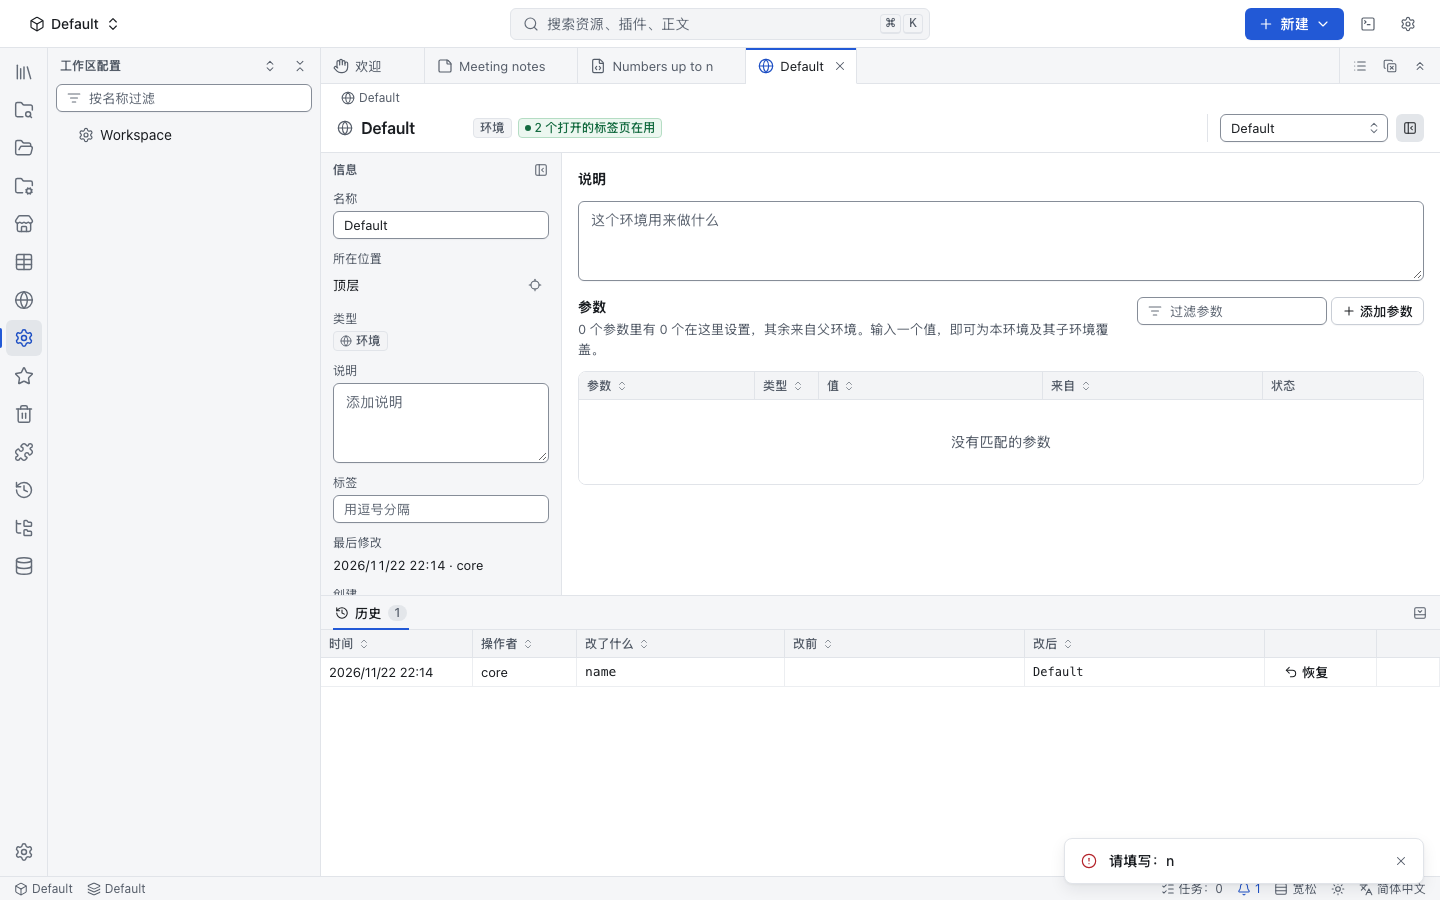 Default
搜索资源、插件、正文
⌘ K
新建
工作区配置
按名称过滤
Workspace
欢迎
Meeting notes
Numbers up to n
Default
Default
Default
环境
2 个打开的标签页在用
Default
信息
名称
Default
所在位置
顶层
类型
环境
说明
添加说明
标签
用逗号分隔
最后修改
2026/11/22 22:14 · core
创建
说明
这个环境用来做什么
参数
0 个参数里有 0 个在这里设置，其余来自父环境。输入一个值，即可为本环境及其子环境覆
盖。
过滤参数
添加参数
参数
类型
值
来自
状态
没有匹配的参数
历史 1
时间
操作者
改了什么
改前
改后
2026/11/22 22:14
core
name
Default
恢复
请填写：n
Default
Default
任务：0
1
宽松
简体中文